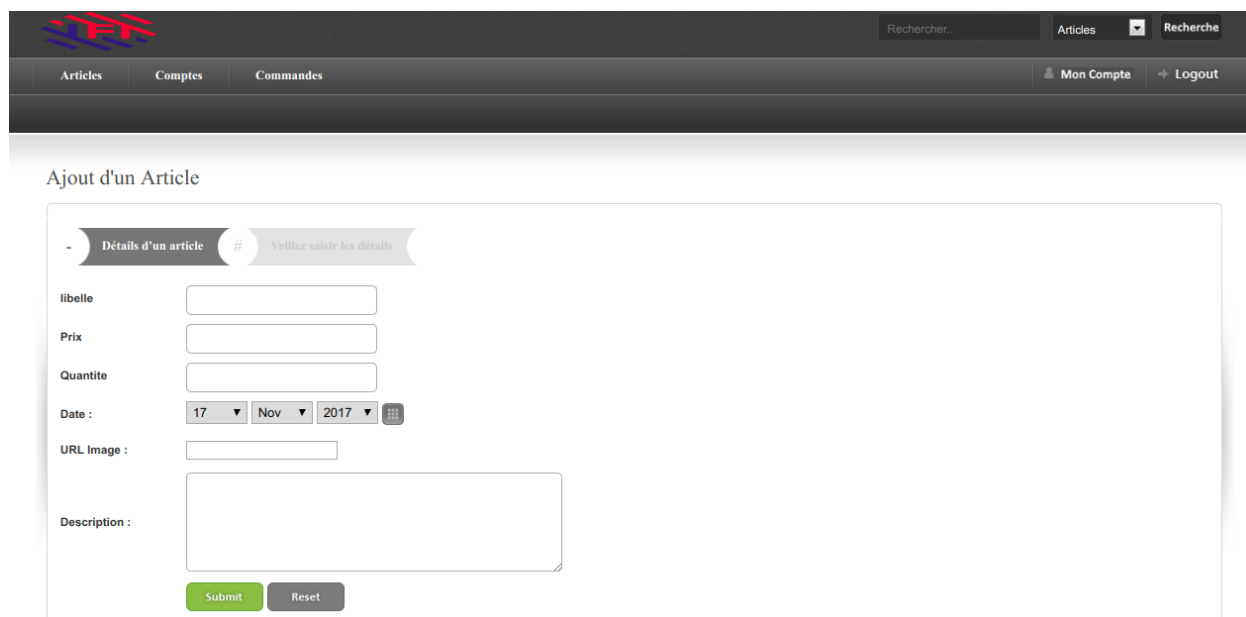 Rechercher.. Articles Recherche
Articles Comptes Commandes Mon Compte Logout
Ajout d'un Article
- Détails d'un article # Veillez saisir les détails
libelle
Prix
Quantite
Date : 17 Nov 2017
URL Image :
Description :
Submit Reset